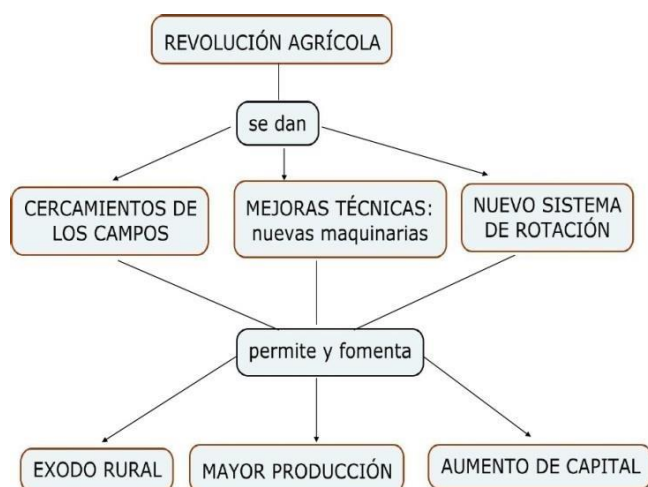 REVOLUCIÓN AGRÍCOLA
se dan
CERCAMIENTOS DE
LOS CAMPOS
MEJORAS TÉCNICAS:
nuevas maquinarias
NUEVO SISTEMA
DE ROTACIÓN
permite y fomenta
EXODO RURAL
MAYOR PRODUCCIÓN
AUMENTO DE CAPITAL